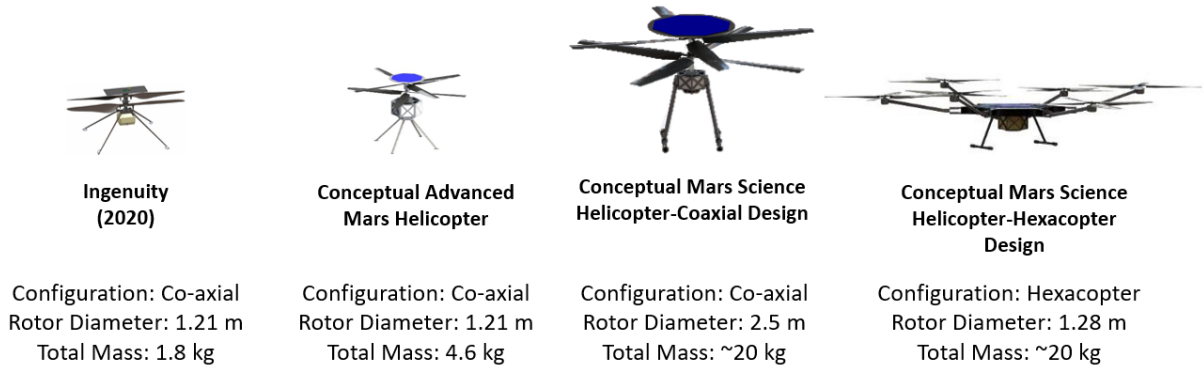 Ingenuity
(2020)
Configuration: Co-axial
Rotor Diameter: 1.21 m
Total Mass: 1.8 kg
Conceptual Advanced
Mars Helicopter
Configuration: Co-axial
Rotor Diameter: 1.21 m
Total Mass: 4.6 kg
Conceptual Mars Science
Helicopter-Coaxial Design
Configuration: Co-axial
Rotor Diameter: 2.5 m
Total Mass: ~20 kg
Conceptual Mars Science
Helicopter-Hexacopter
Design
Configuration: Hexacopter
Rotor Diameter: 1.28 m
Total Mass: ~20 kg